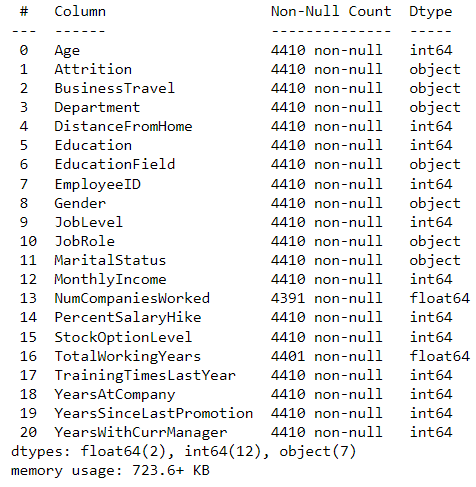 #   Column                   Non-Null Count  Dtype
---  ------                   --------------  -----
 0   Age                      4410 non-null   int64
 1   Attrition                4410 non-null   object
 2   BusinessTravel           4410 non-null   object
 3   Department               4410 non-null   object
 4   DistanceFromHome         4410 non-null   int64
 5   Education                4410 non-null   int64
 6   EducationField           4410 non-null   object
 7   EmployeeID               4410 non-null   int64
 8   Gender                   4410 non-null   object
 9   JobLevel                 4410 non-null   int64
 10  JobRole                  4410 non-null   object
 11  MaritalStatus            4410 non-null   object
 12  MonthlyIncome            4410 non-null   int64
 13  NumCompaniesWorked       4391 non-null   float64
 14  PercentSalaryHike        4410 non-null   int64
 15  StockOptionLevel         4410 non-null   int64
 16  TotalWorkingYears        4401 non-null   float64
 17  TrainingTimesLastYear    4410 non-null   int64
 18  YearsAtCompany           4410 non-null   int64
 19  YearsSinceLastPromotion  4410 non-null   int64
 20  YearsWithCurrManager     4410 non-null   int64
dtypes: float64(2), int64(12), object(7)
memory usage: 723.6+ KB